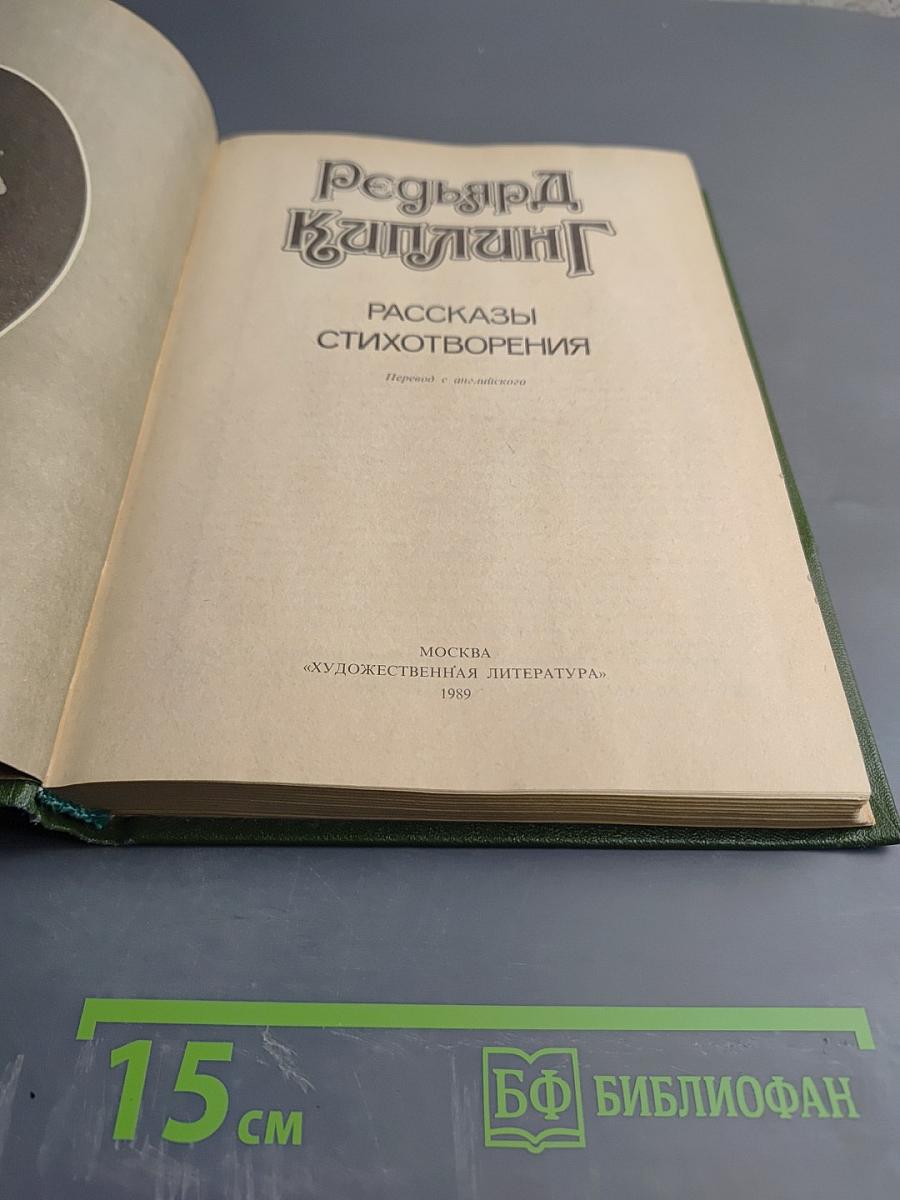 Редьярд
Киплинг
РАССКАЗЫ
СТИХОТВОРЕНИЯ
Перевод с английского
МОСКВА
«ХУДОЖЕСТВЕННАЯ ЛИТЕРАТУРА»
1989
15 см
БФ БИБЛИОФАН